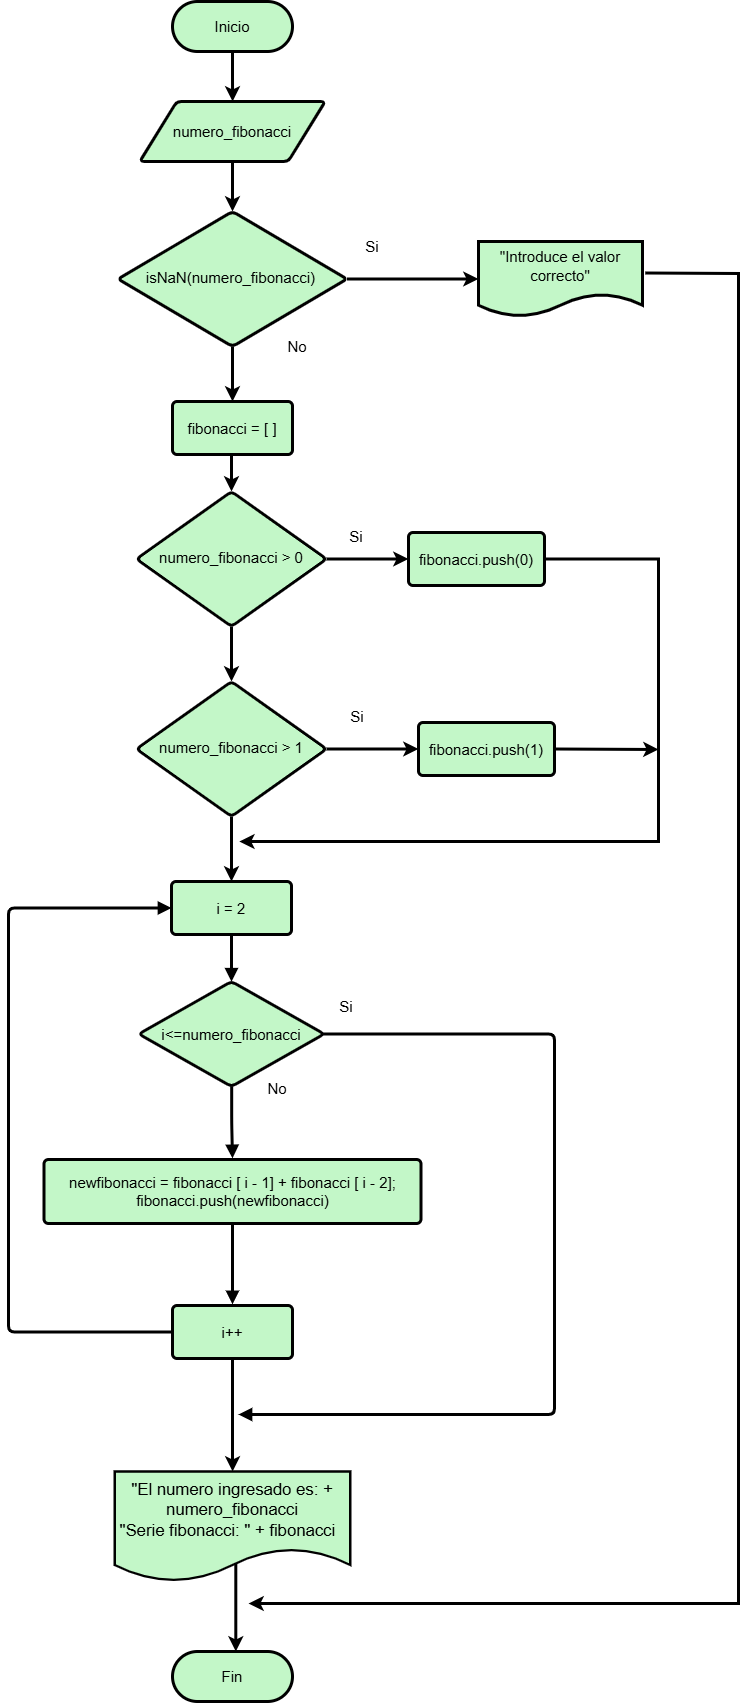 Inicio
numero_fibonacci
isNaN(numero_fibonacci)
Si
"Introduce el valor
correcto"
No
fibonacci = [ ]
numero_fibonacci > 0
Si
fibonacci.push(0)
numero_fibonacci > 1
Si
fibonacci.push(1)
i = 2
i<=numero_fibonacci
Si
No
newfibonacci = fibonacci [ i - 1] + fibonacci [ i - 2];
fibonacci.push(newfibonacci)
i++
"El numero ingresado es: +
numero_fibonacci
"Serie fibonacci: " + fibonacci
Fin